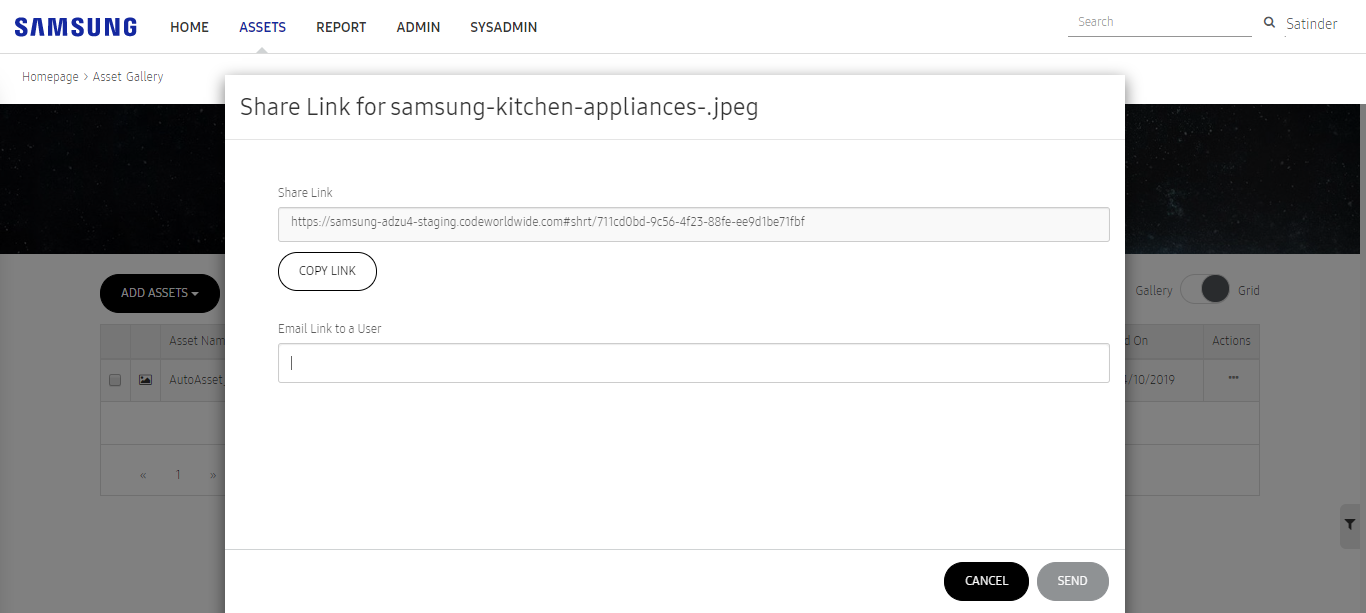 SAMSUNG HOME ASSETS REPORT ADMIN SYSADMIN Search Satinder
Homepage > Asset Gallery
Share Link for samsung-kitchen-appliances-.jpeg
Share Link
https://samsung-adzu4-staging.codeworldwide.com#shrt/711cd0bd-9c56-4f23-88fe-ee9d1be71fbf
COPY LINK
ADD ASSETS
Gallery Grid
Email Link to a User
Asset Nam
d On Actions
AutoAsset_
/10/2019 ···
« 1 »
CANCEL SEND